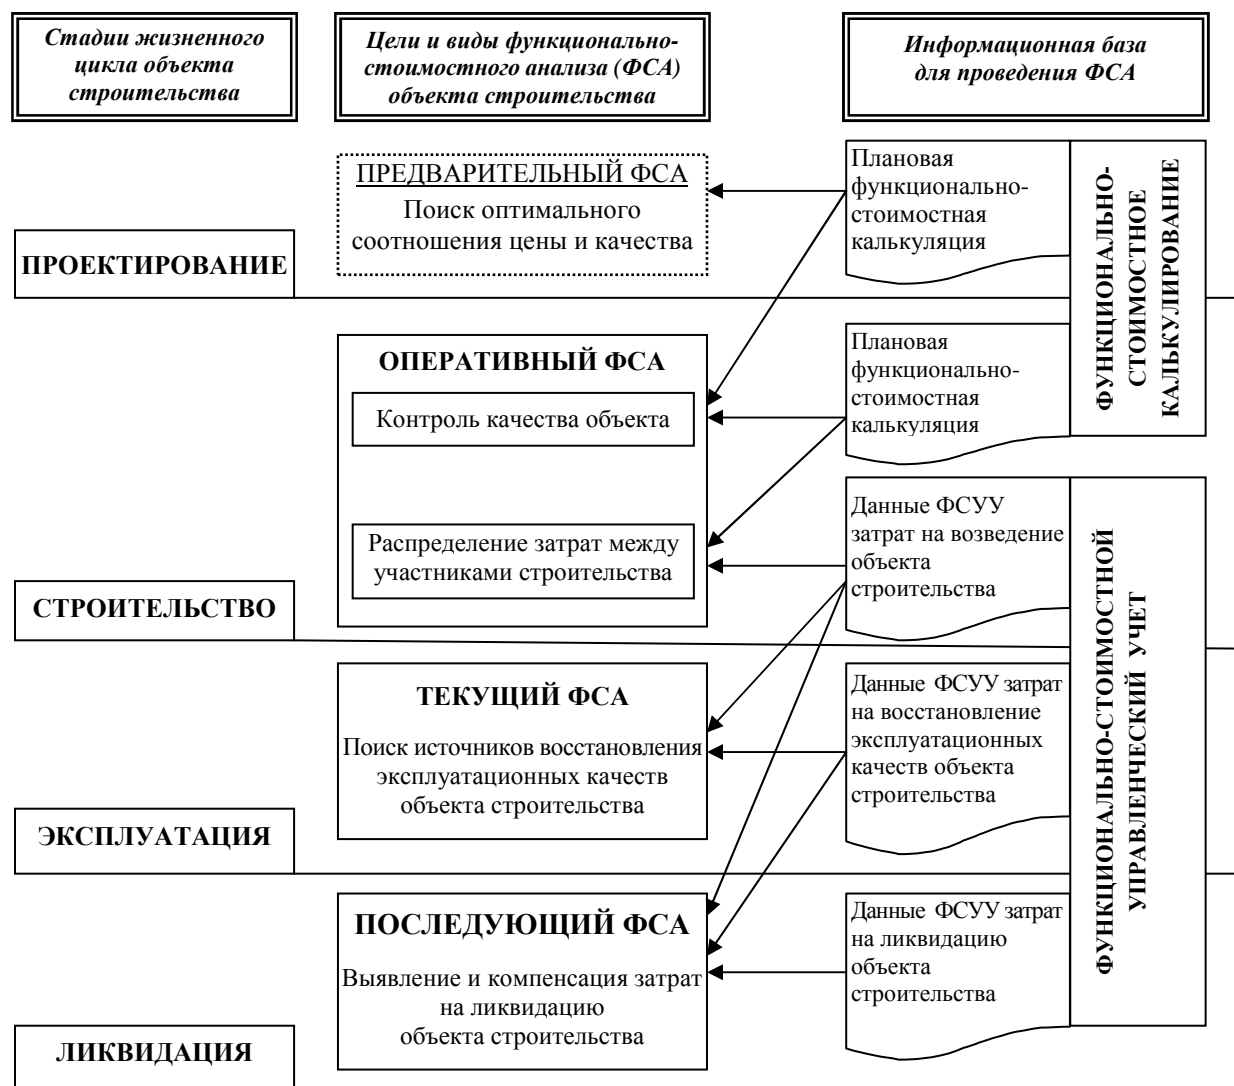 Стадии жизненного
цикла объекта
строительства
Цели и виды функционально-
стоимостного анализа (ФСА)
объекта строительства
Информационная база
для проведения ФСА
ПРОЕКТИРОВАНИЕ
ПРЕДВАРИТЕЛЬНЫЙ ФСА
Поиск оптимального
соотношения цены и качества
Плановая
функционально-
стоимостная
калькуляция
ФУНКЦИОНАЛЬНО-
СТОИМОСТНОЕ
КАЛЬКУЛИРОВАНИЕ
СТРОИТЕЛЬСТВО
ОПЕРАТИВНЫЙ ФСА
Контроль качества объекта
Распределение затрат между
участниками строительства
Плановая
функционально-
стоимостная
калькуляция
Данные ФСУУ
затрат на возведение
объекта
строительства
ФУНКЦИОНАЛЬНО-СТОИМОСТНОЙ
УПРАВЛЕНЧЕСКИЙ УЧЕТ
ЭКСПЛУАТАЦИЯ
ТЕКУЩИЙ ФСА
Поиск источников восстановления
эксплуатационных качеств
объекта строительства
Данные ФСУУ затрат
на восстановление
эксплуатационных
качеств объекта
строительства
ЛИКВИДАЦИЯ
ПОСЛЕДУЮЩИЙ ФСА
Выявление и компенсация затрат
на ликвидацию
объекта строительства
Данные ФСУУ затрат
на ликвидацию
объекта
строительства